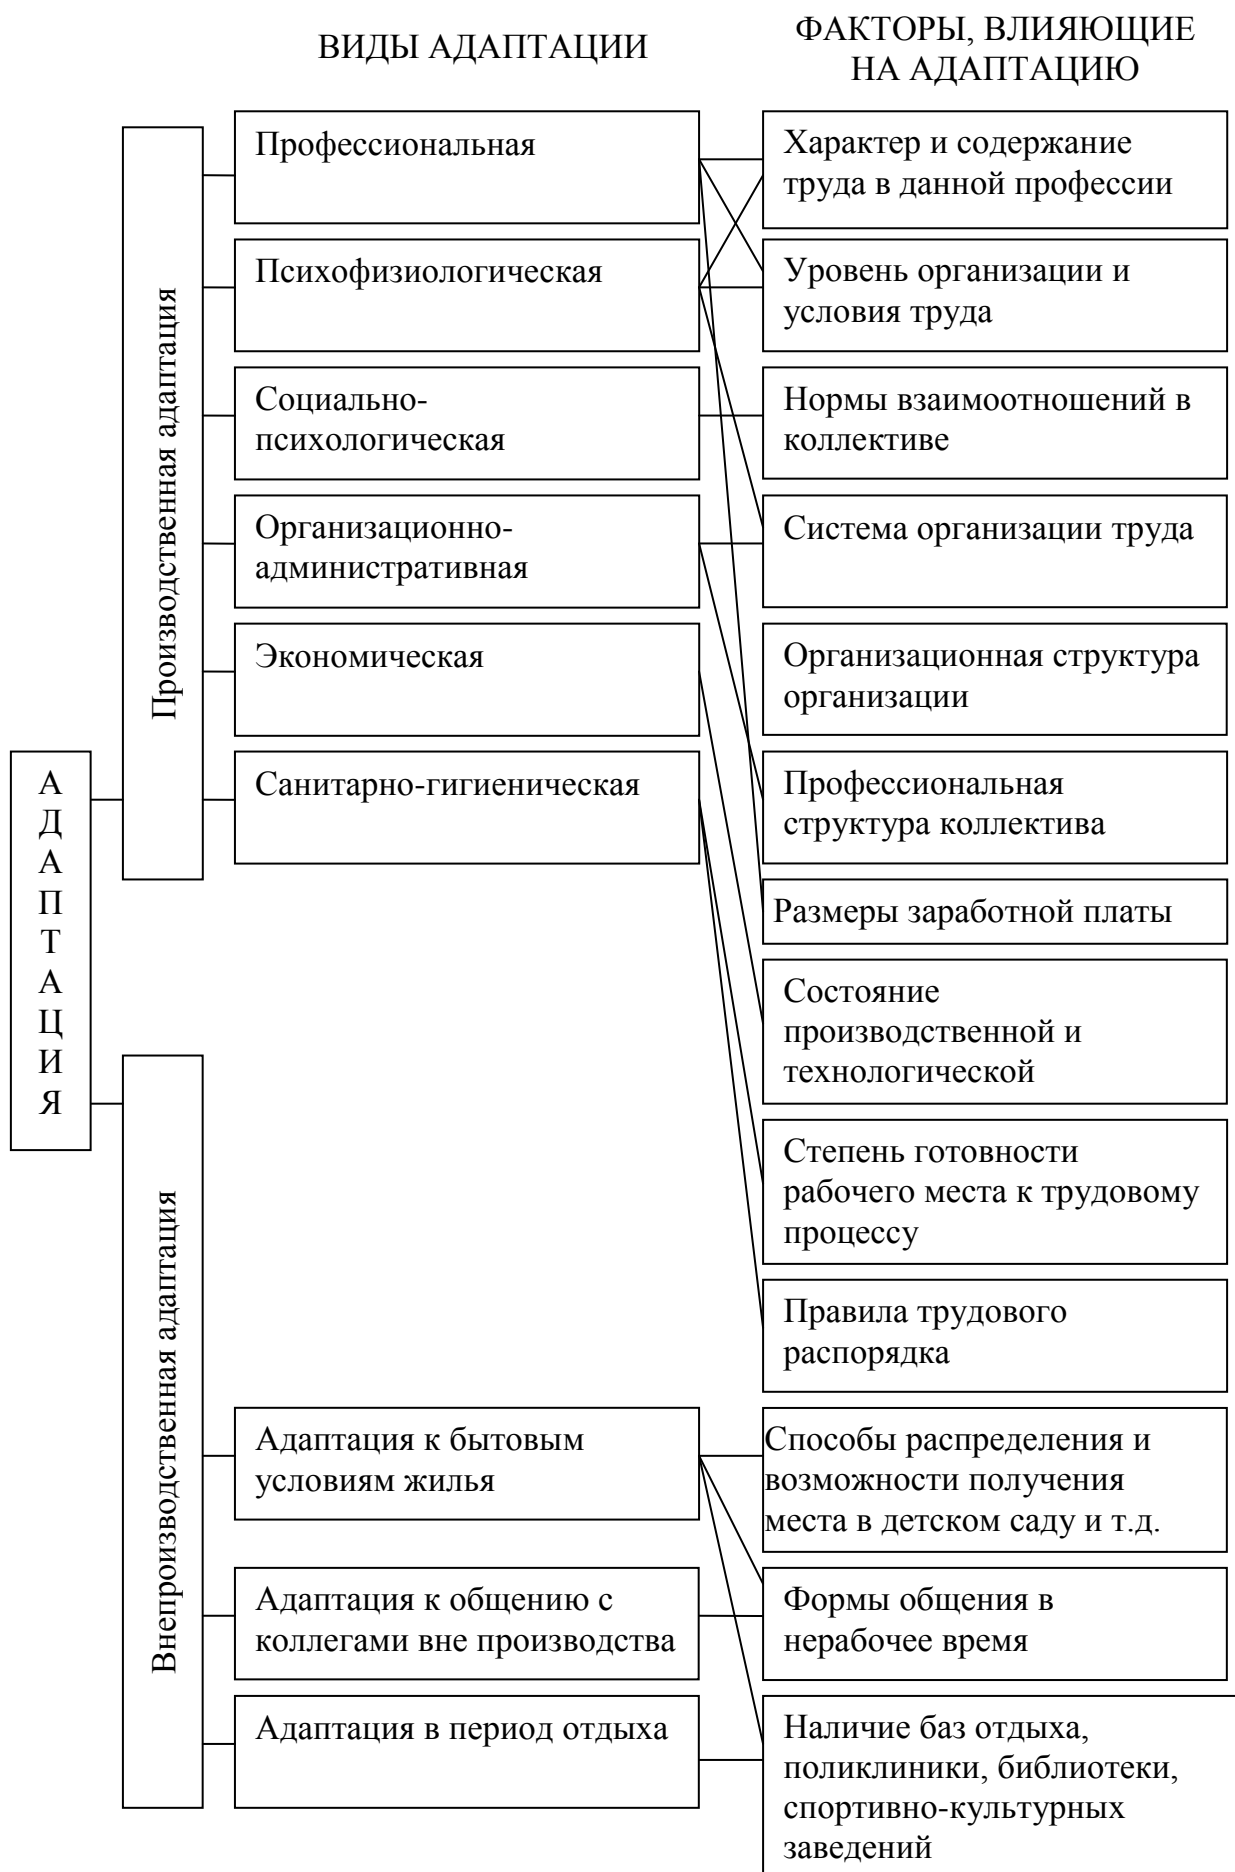 ВИДЫ АДАПТАЦИИ
ФАКТОРЫ, ВЛИЯЮЩИЕ
НА АДАПТАЦИЮ
АДАПТАЦИЯ
Производственная адаптация
Профессиональная
Психофизиологическая
Социально-
психологическая
Организационно-
административная
Экономическая
Санитарно-гигиеническая
Характер и содержание
труда в данной профессии
Уровень организации и
условия труда
Нормы взаимоотношений в
коллективе
Система организации труда
Организационная структура
организации
Профессиональная
структура коллектива
Размеры заработной платы
Состояние
производственной и
технологической
Степень готовности
рабочего места к трудовому
процессу
Правила трудового
распорядка
Внепроизводственная адаптация
Адаптация к бытовым
условиям жилья
Адаптация к общению с
коллегами вне производства
Адаптация в период отдыха
Способы распределения и
возможности получения
места в детском саду и т.д.
Формы общения в
нерабочее время
Наличие баз отдыха,
поликлиники, библиотеки,
спортивно-культурных
заведений